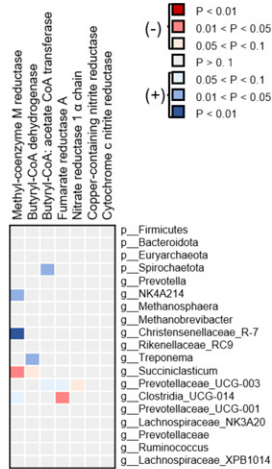 P < 0.01
(-)
0.01 < P < 0.05
0.05 < P < 0.1
P > 0. 1
0.05 < P < 0.1
(+)
0.01 < P < 0.05
P < 0.01
Methyl-coenzyme M reductase
Butyryl-CoA dehydrogenase
Butyryl-CoA: acetate CoA transferase
Fumarate reductase A
Nitrate reductase 1 α chain
Copper-containing nitrite reductase
Cytochrome c nitrite reductase
p__Firmicutes
p__Bacteroidota
p__Euryarchaeota
p__Spirochaetota
g__Prevotella
g__NK4A214
g__Methanosphaera
g__Methanobrevibacter
g__Christensenellaceae_R-7
g__Rikenellaceae_RC9
g__Treponema
g__Succiniclasticum
g__Prevotellaceae_UCG-003
g__Clostridia_UCG-014
g__Prevotellaceae_UCG-001
g__Lachnospiraceae_NK3A20
g__Prevotellaceae
g__Ruminococcus
g__Lachnospiraceae_XPB1014